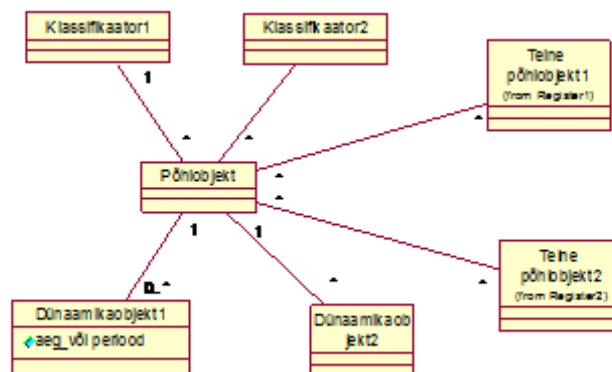 Klassifikaator1
Klassifikaator2
Teine
põhiobjekt1
(from Register1)
1
*
*
*
Põhiobjekt
*
*
1
1
Teine
põhiobjekt2
(from Register2)
0..*
*
*
Dünaamikaobjekt1
aeg_või periood
Dünaamikaob
jekt2